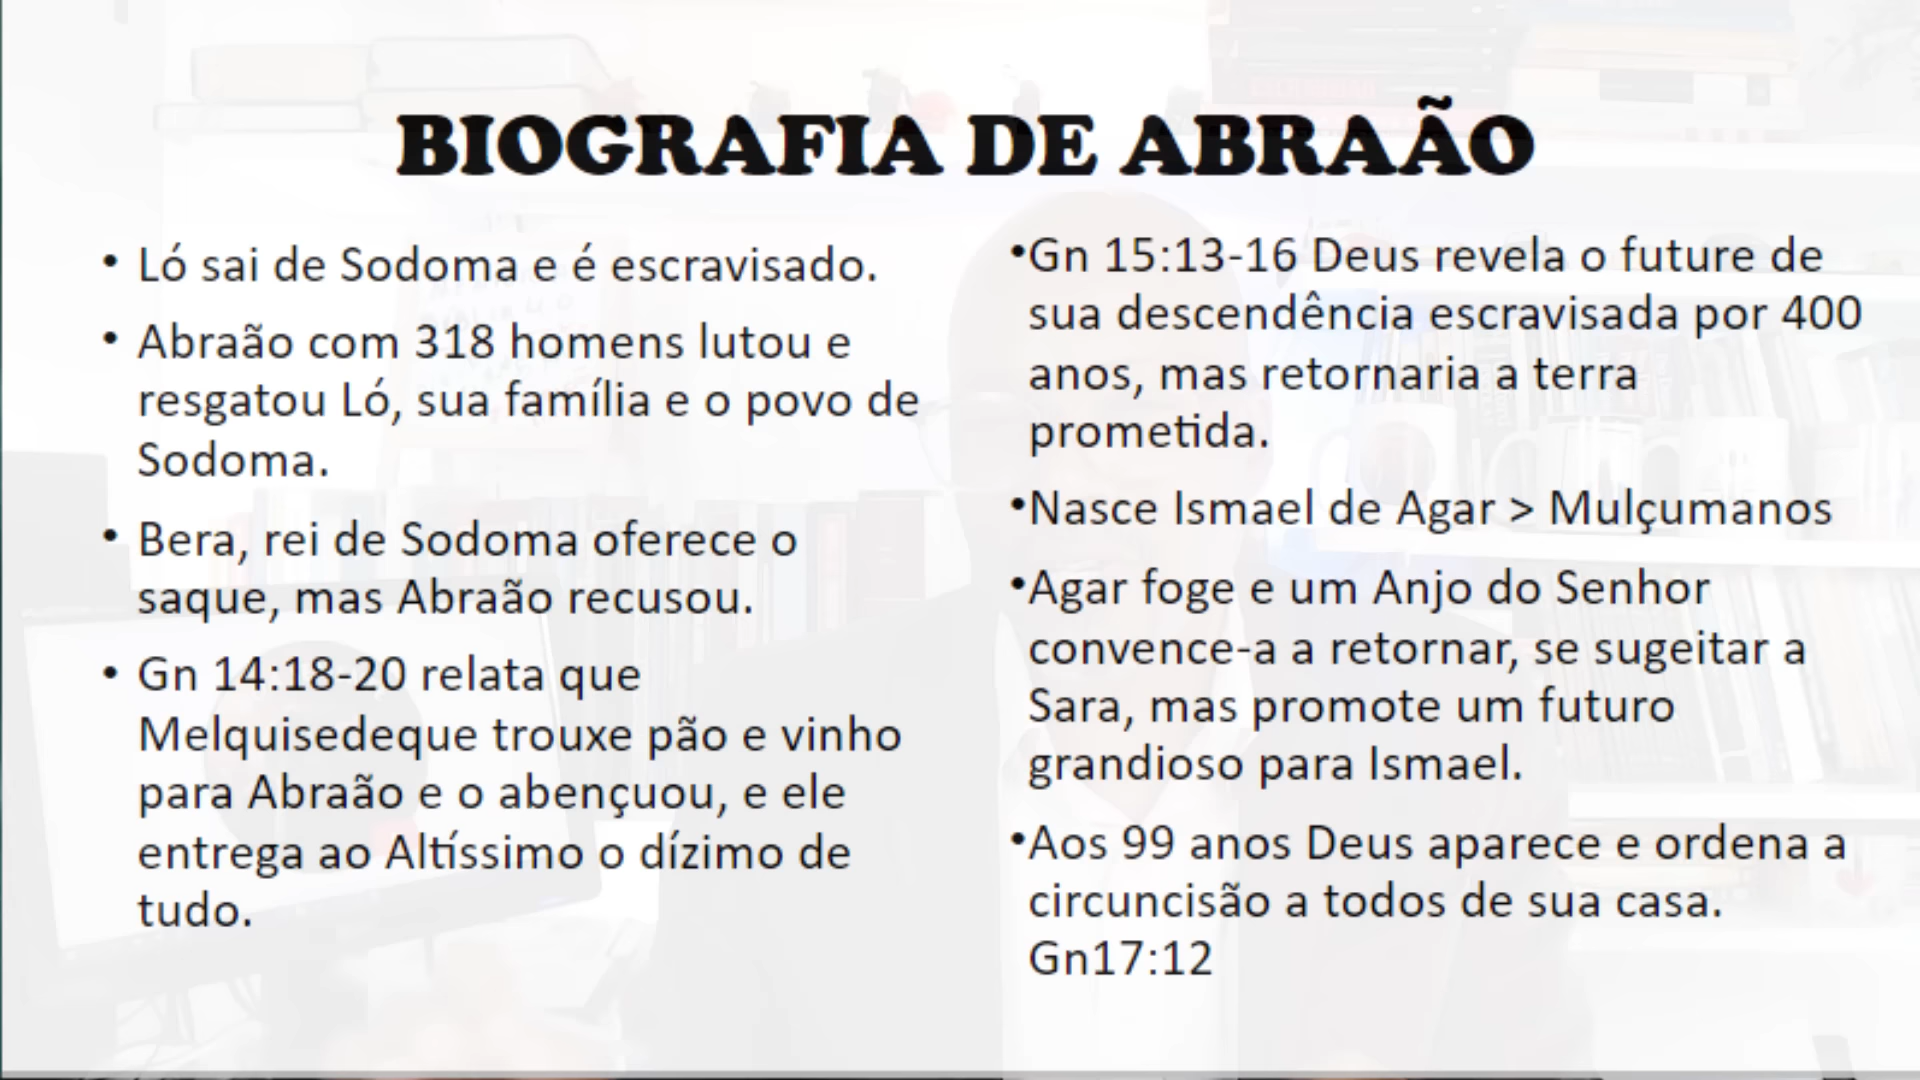 BIOGRAFIA DE ABRAÃO
• Ló sai de Sodoma e é escravisado.
• Abraão com 318 homens lutou e
resgatou Ló, sua família e o povo de
Sodoma.
• Bera, rei de Sodoma oferece o
saque, mas Abraão recusou.
• Gn 14:18-20 relata que
Melquisedeque trouxe pão e vinho
para Abraão e o abençuou, e ele
entrega ao Altíssimo o dízimo de
tudo.
•Gn 15:13-16 Deus revela o future de
sua descendência escravisada por 400
anos, mas retornaria a terra
prometida.
•Nasce Ismael de Agar > Mulçumanos
•Agar foge e um Anjo do Senhor
convence-a a retornar, se sugeitar a
Sara, mas promote um futuro
grandioso para Ismael.
•Aos 99 anos Deus aparece e ordena a
circuncisão a todos de sua casa.
Gn17:12